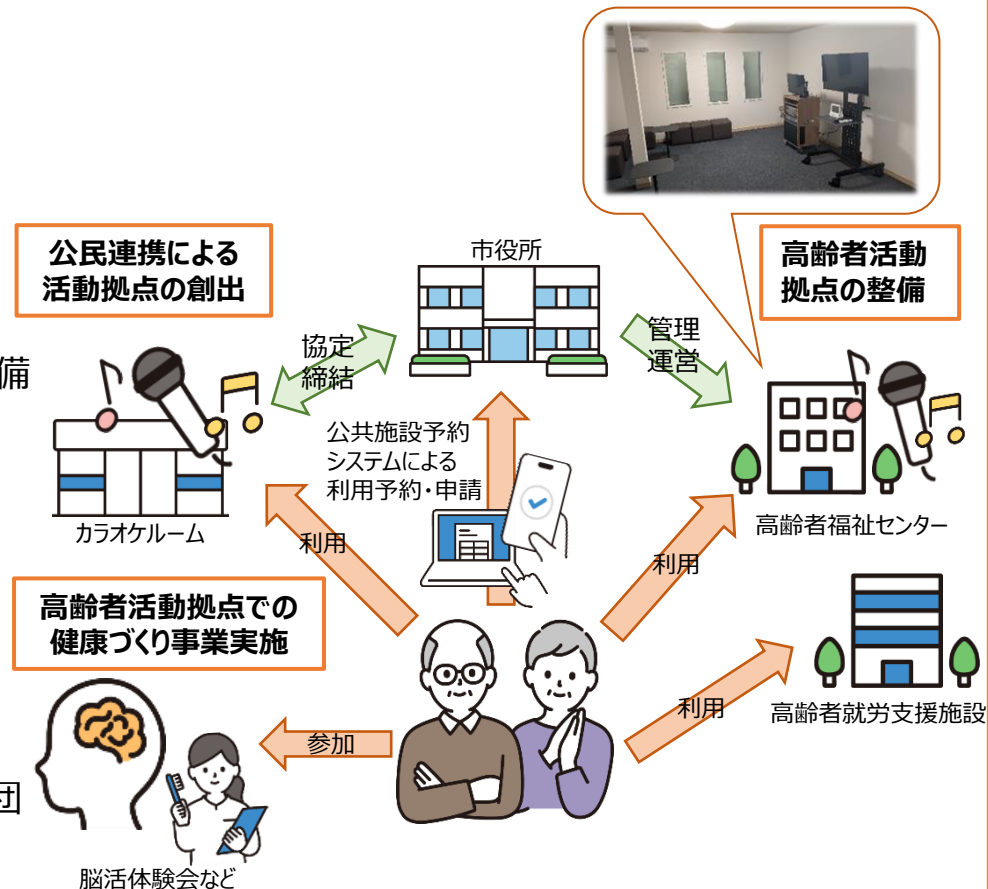 公民連携による
活動拠点の創出
市役所
高齢者活動
拠点の整備
協定
締結
管理
運営
備
カラオケルーム
公共施設予約
システムによる
利用予約・申請
高齢者福祉センター
利用
利用
高齢者活動拠点での
健康づくり事業実施
利用
高齢者就労支援施設
参加
団
脳活体験会など